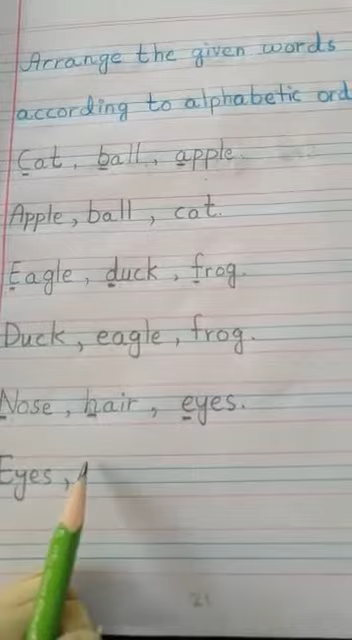 Arrange the given words
according to alphabetic ord
Cat, ball, apple.
Apple, ball, cat.
Eagle, duck, frog.
Duck, eagle, frog.
Nose, hair, eyes.
Eyes,
21